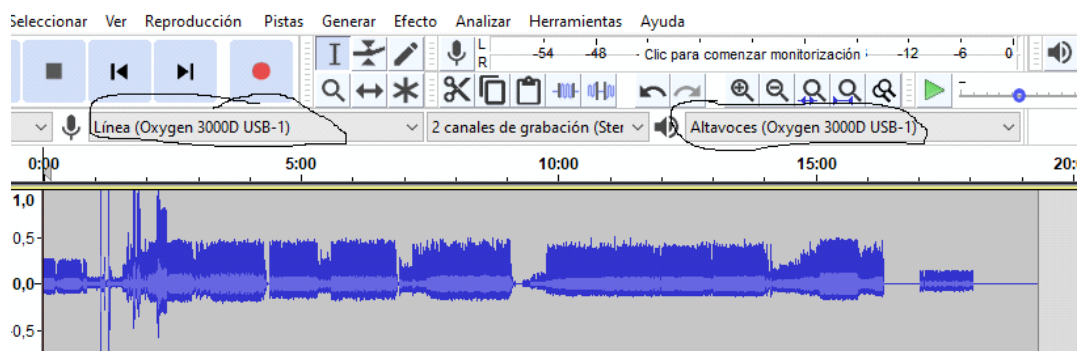 Seleccionar Ver Reproducción Pistas Generar Efecto Analizar Herramientas Ayuda
L
R
-54 -48 - Clic para comenzar monitorización -12 -6 0
Línea (Oxygen 3000D USB-1) 2 canales de grabación (Ster Altavoces (Oxygen 3000D USB-1)
0:00 5:00 10:00 15:00 20:
1,0
0,5-
0,0-
-0,5-